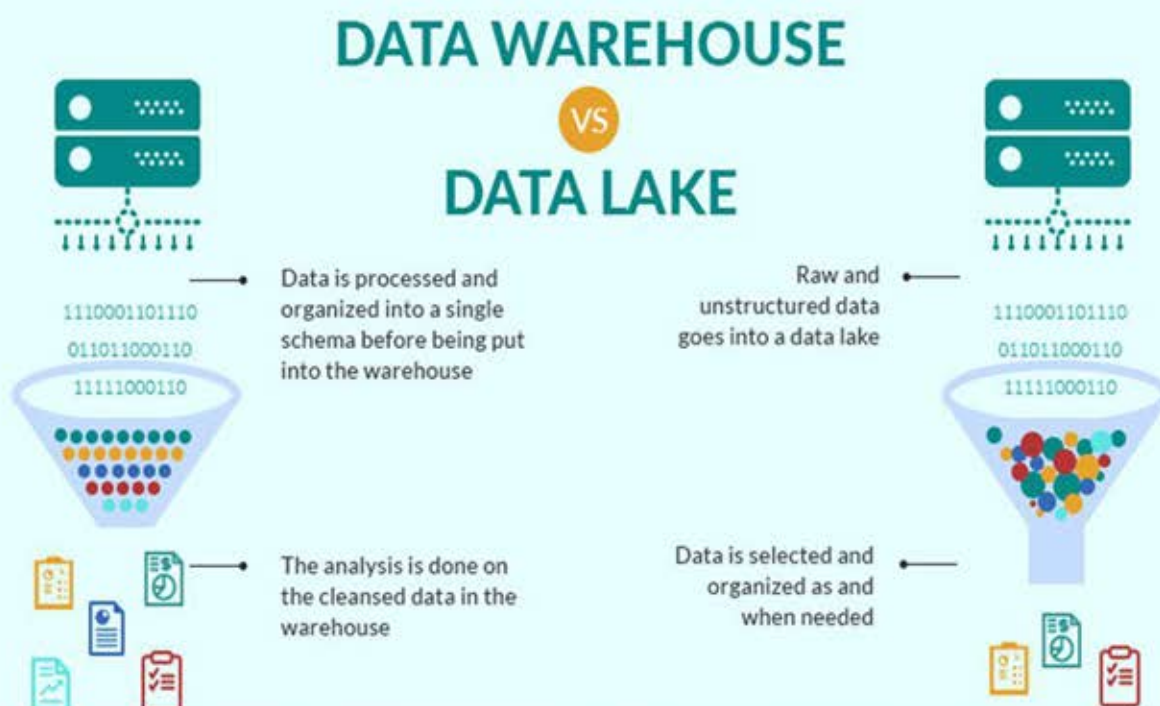 DATA WAREHOUSE
VS
DATA LAKE
Data is processed and
organized into a single
schema before being put
into the warehouse
1110001101110
011011000110
11111000110
The analysis is done on
the cleansed data in the
warehouse
Raw and
unstructured data
goes into a data lake
1110001101110
011011000110
11111000110
Data is selected and
organized as and
when needed
$
$